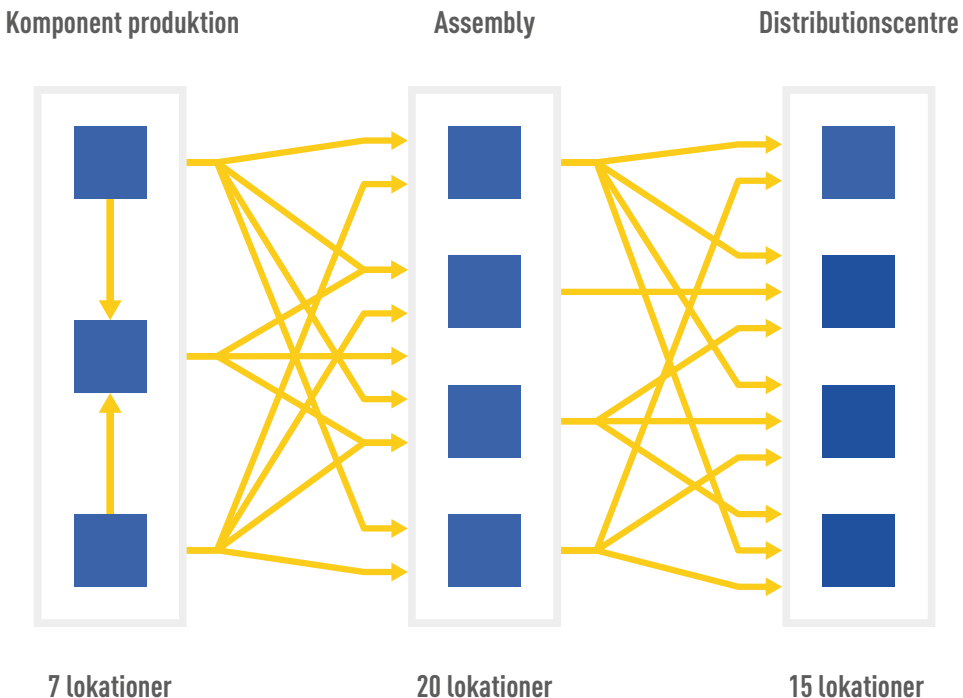 Komponent produktion
Assembly
Distributionscentre
7 lokationer
20 lokationer
15 lokationer